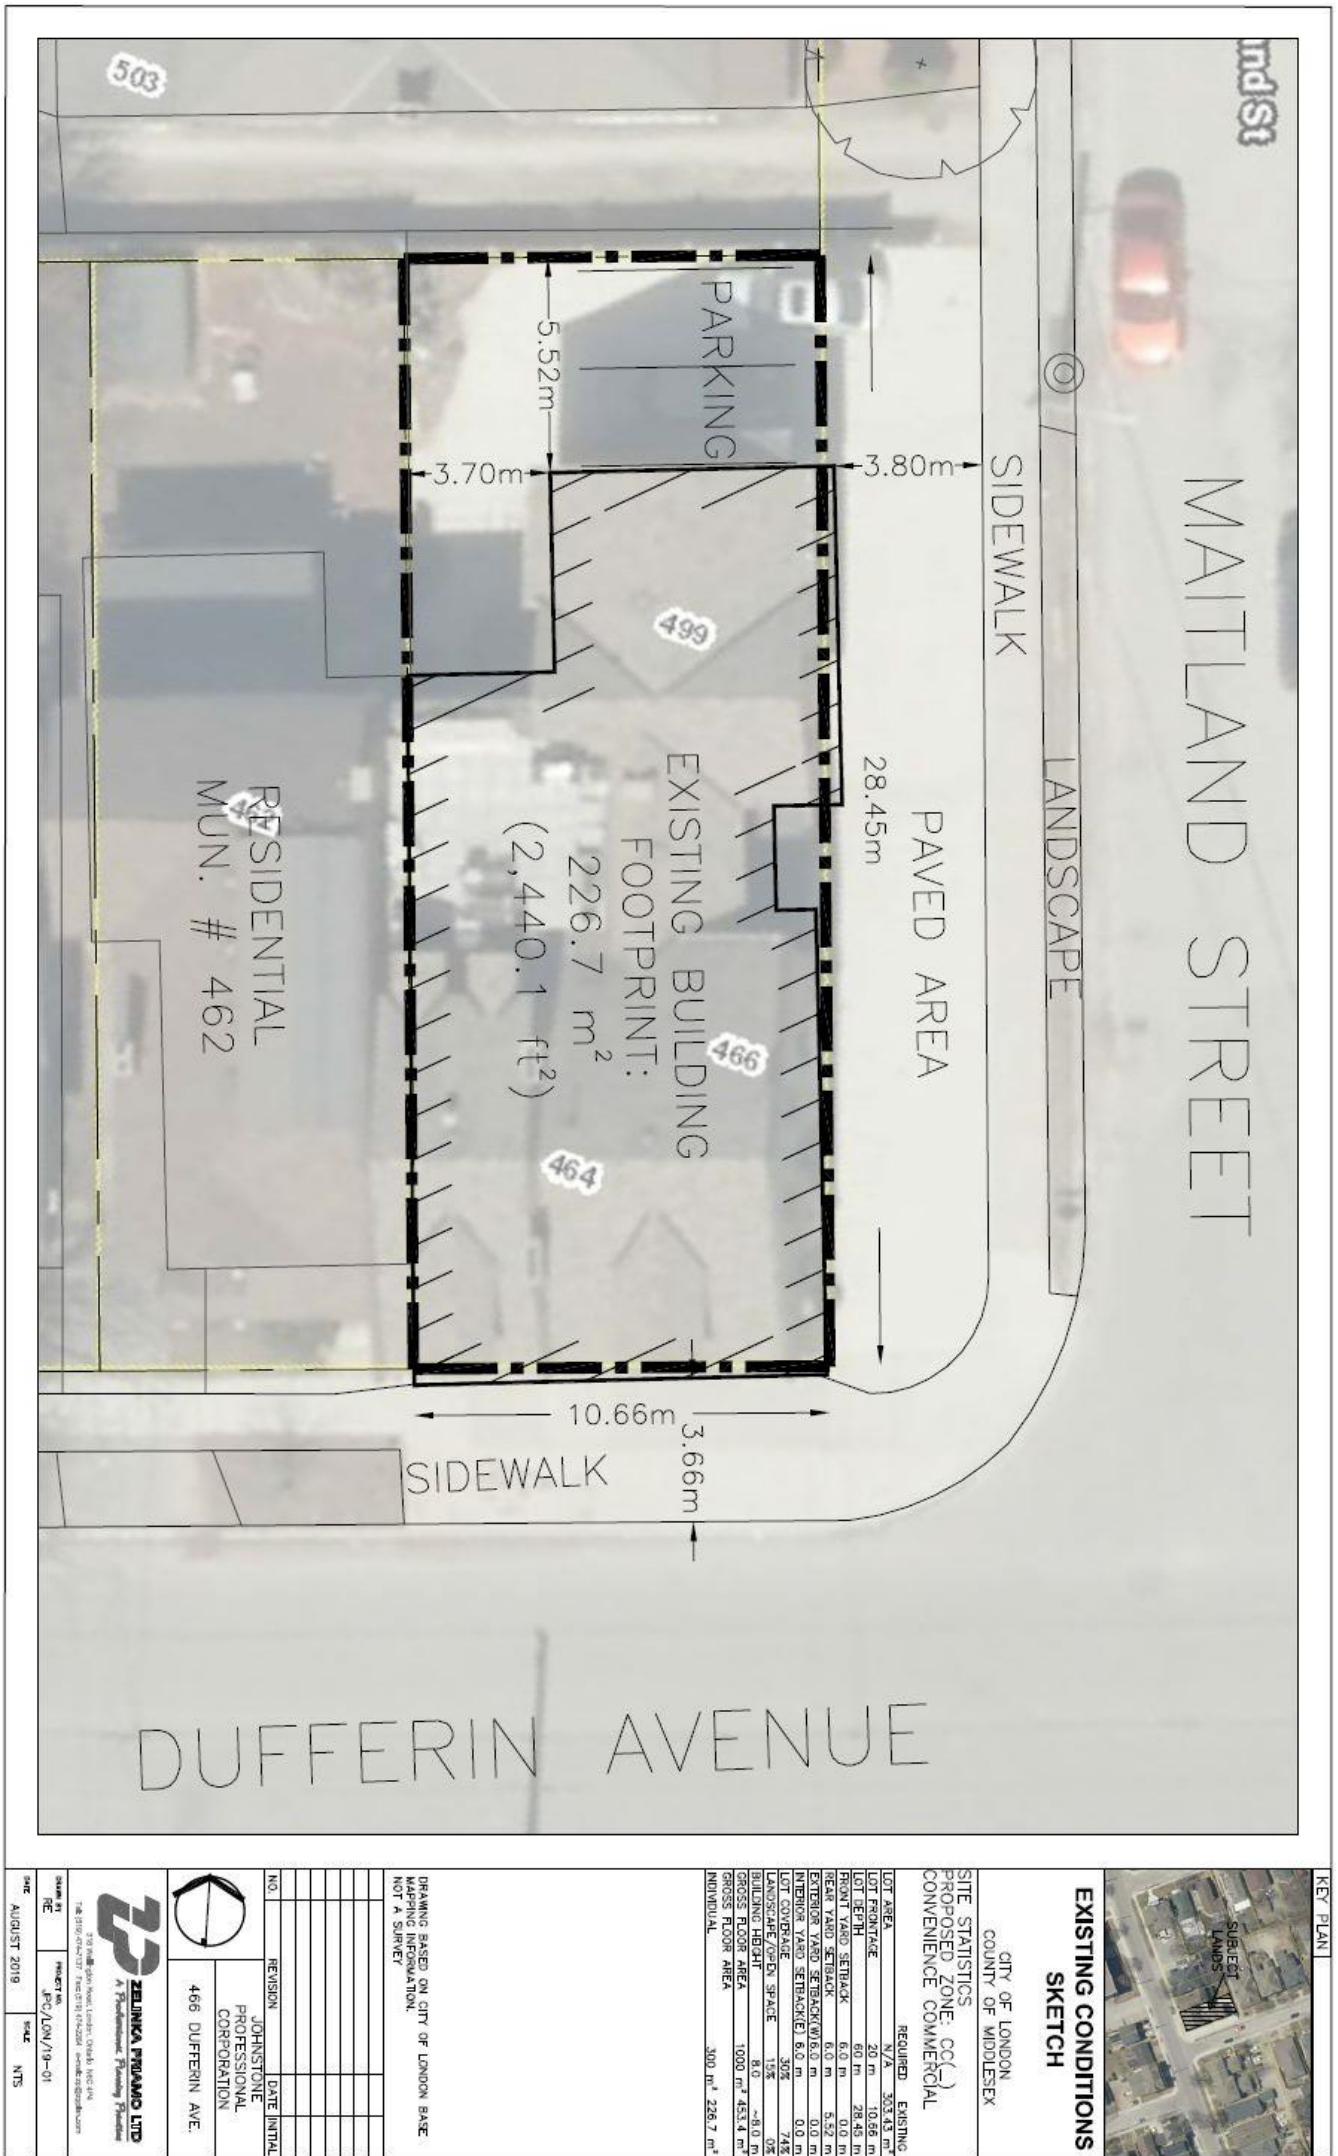 nd St
MAITLAND STREET
503
PARKING
5.52m
3.70m
3.80m
SIDEWALK
LANDSCAPE
PAVED AREA
28.45m
499
EXISTING BUILDING
FOOTPRINT:
226.7 m²
(2,440.1 ft²)
466
464
RESIDENTIAL
MUN. # 462
462
10.66m
3.66m
SIDEWALK
DUFFERIN AVENUE
KEY PLAN
SUBJECT
LANDS
EXISTING CONDITIONS
SKETCH
CITY OF LONDON
COUNTY OF MIDDLESEX
SITE STATISTICS
PROPOSED ZONE: CC(_)
CONVENIENCE COMMERCIAL
REQUIRED EXISTING
LOT AREA N/A 303.43 m²
LOT FRONTAGE 20 m 10.66 m
LOT DEPTH 60 m 28.45 m
FRONT YARD SETBACK 6.0 m 0.0 m
REAR YARD SETBACK 6.0 m 5.52 m
EXTERIOR YARD SETBACK(W) 6.0 m 0.0 m
INTERIOR YARD SETBACK(E) 6.0 m 0.0 m
LOT COVERAGE 30% 74%
LANDSCAPE/OPEN SPACE 15% 0%
BUILDING HEIGHT 8.0 ~8.0 m
GROSS FLOOR AREA 1000 m² 453.4 m²
GROSS FLOOR AREA
INDIVIDUAL 300 m² 226.7 m²
DRAWING BASED ON CITY OF LONDON BASE
MAPPING INFORMATION.
NOT A SURVEY
NO. REVISION DATE INITIAL
JOHNSTONE
PROFESSIONAL
CORPORATION
466 DUFFERIN AVE.
ZELINKA PRIAMO LTD
A Professional Planning Practice
DRAWN BY
RE
PROJECT NO.
JPC/LON/19-01
DATE
AUGUST 2019
SCALE
NTS